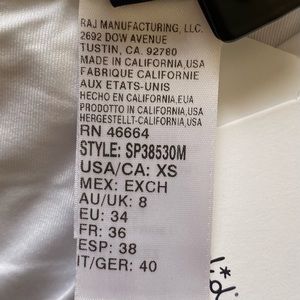 RAJ MANUFACTURING, LLC.
2692 DOW AVENUE
TUSTIN, CA. 92780
MADE IN CALIFORNIA,USA
FABRIQUE CALIFORNIE
AUX ETATS-UNIS
HECHO EN CALIFORNIA,EUA
PRODOTTO IN CALIFORNIA,USA
HERGESTELLT-CALIFORNIA,USA
RN 46664
STYLE: SP38530M
USA/CA: XS
MEX: EXCH
AU/UK: 8
EU: 34
FR: 36
ESP: 38
IT/GER: 40